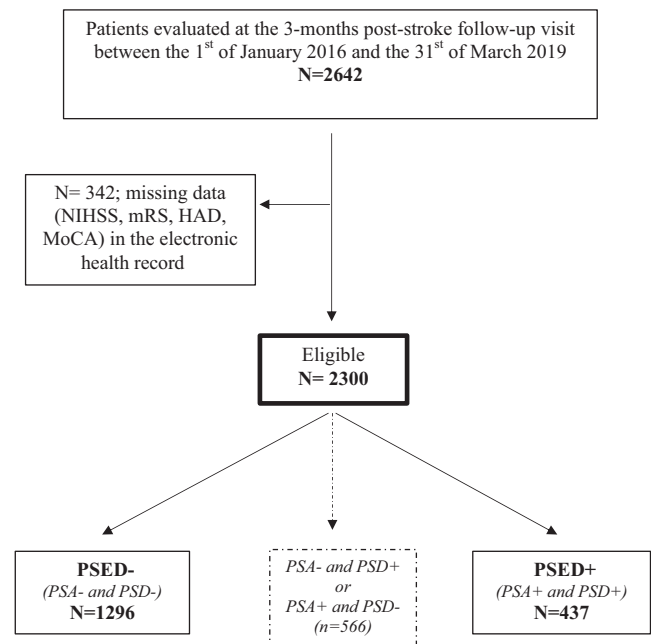 Patients evaluated at the 3-months post-stroke follow-up visit
between the 1st of January 2016 and the 31st of March 2019
N=2642
N= 342; missing data
(NIHSS, mRS, HAD,
MoCA) in the electronic
health record
Eligible
N= 2300
PSED-
(PSA- and PSD-)
N=1296
PSA- and PSD+
or
PSA+ and PSD-
(n=566)
PSED+
(PSA+ and PSD+)
N=437